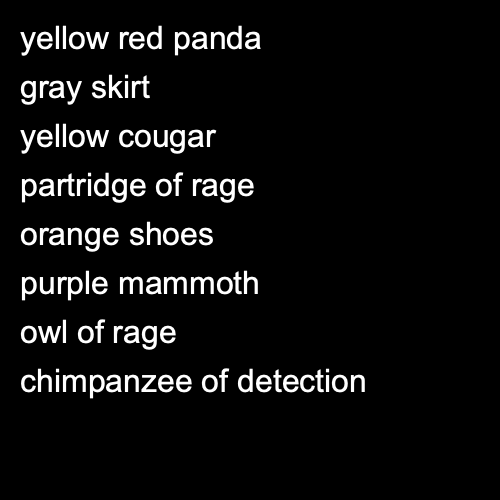 yellow red panda
gray skirt
yellow cougar
partridge of rage
orange shoes
purple mammoth
owl of rage
chimpanzee of detection